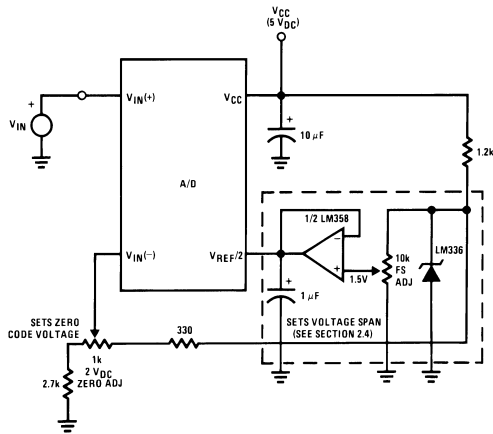 VCC
(5 VDC)
VIN(+)
VCC
+
VIN
+
10 μF
1.2k
A/D
1/2 LM358
VIN(−)
VREF/2
−
+
1.5V
10k
FS
ADJ
LM336
+
1 μF
SETS ZERO
CODE VOLTAGE
SETS VOLTAGE SPAN
(SEE SECTION 2.4)
330
1k
2 VDC
ZERO ADJ
2.7k